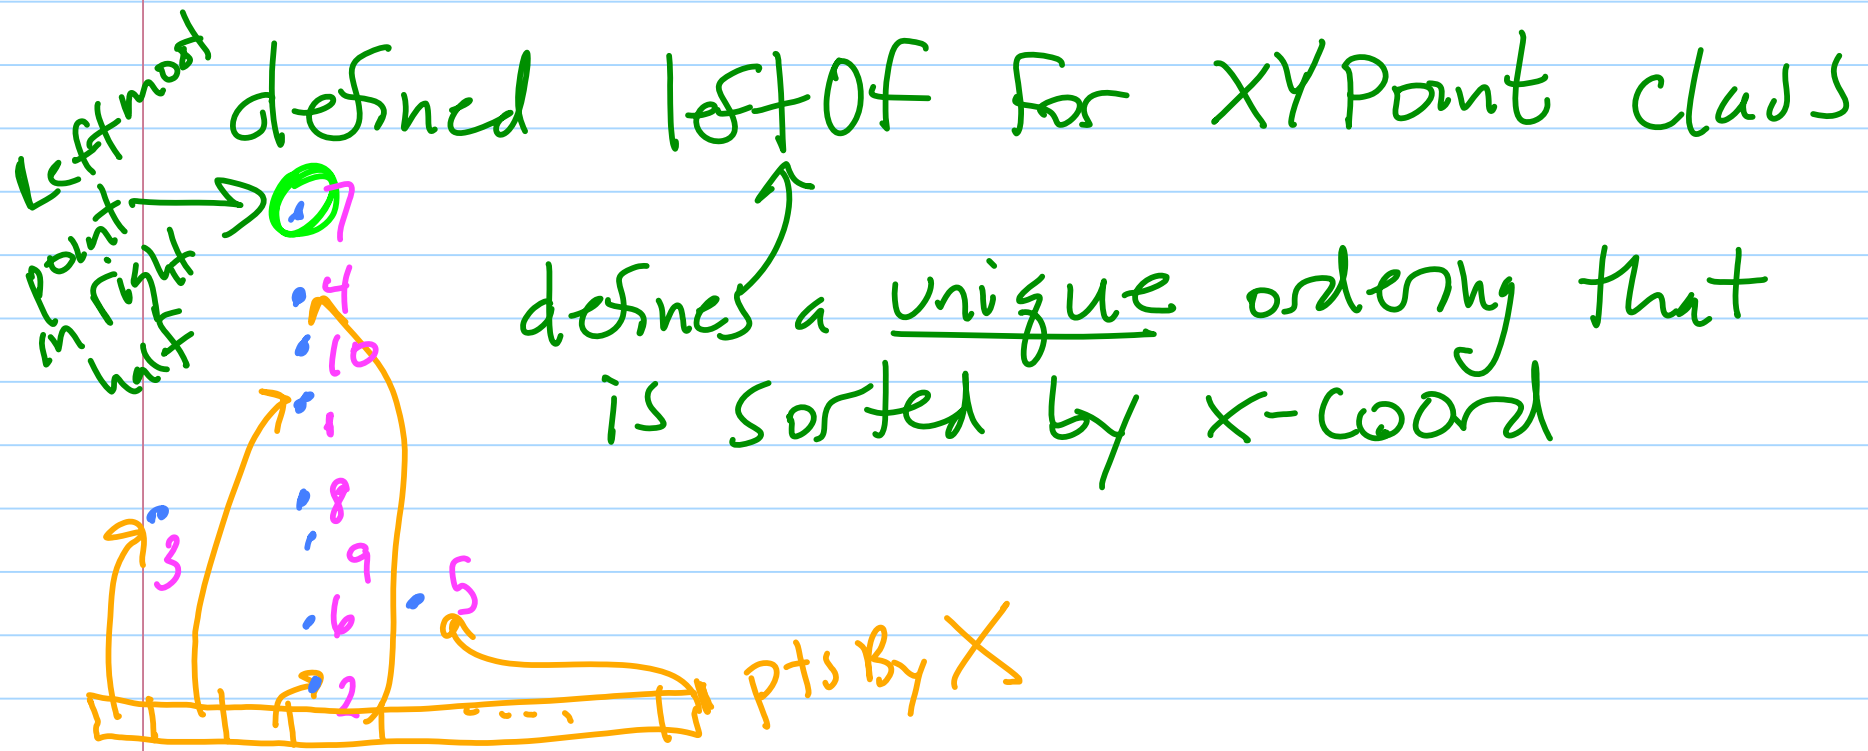 defined leftOf for XYPoint class
Leftmost
point
in right
half
defines a unique ordering that
is sorted by x-coord
7
4
10
1
8
3
9
5
6
2
ptsByX